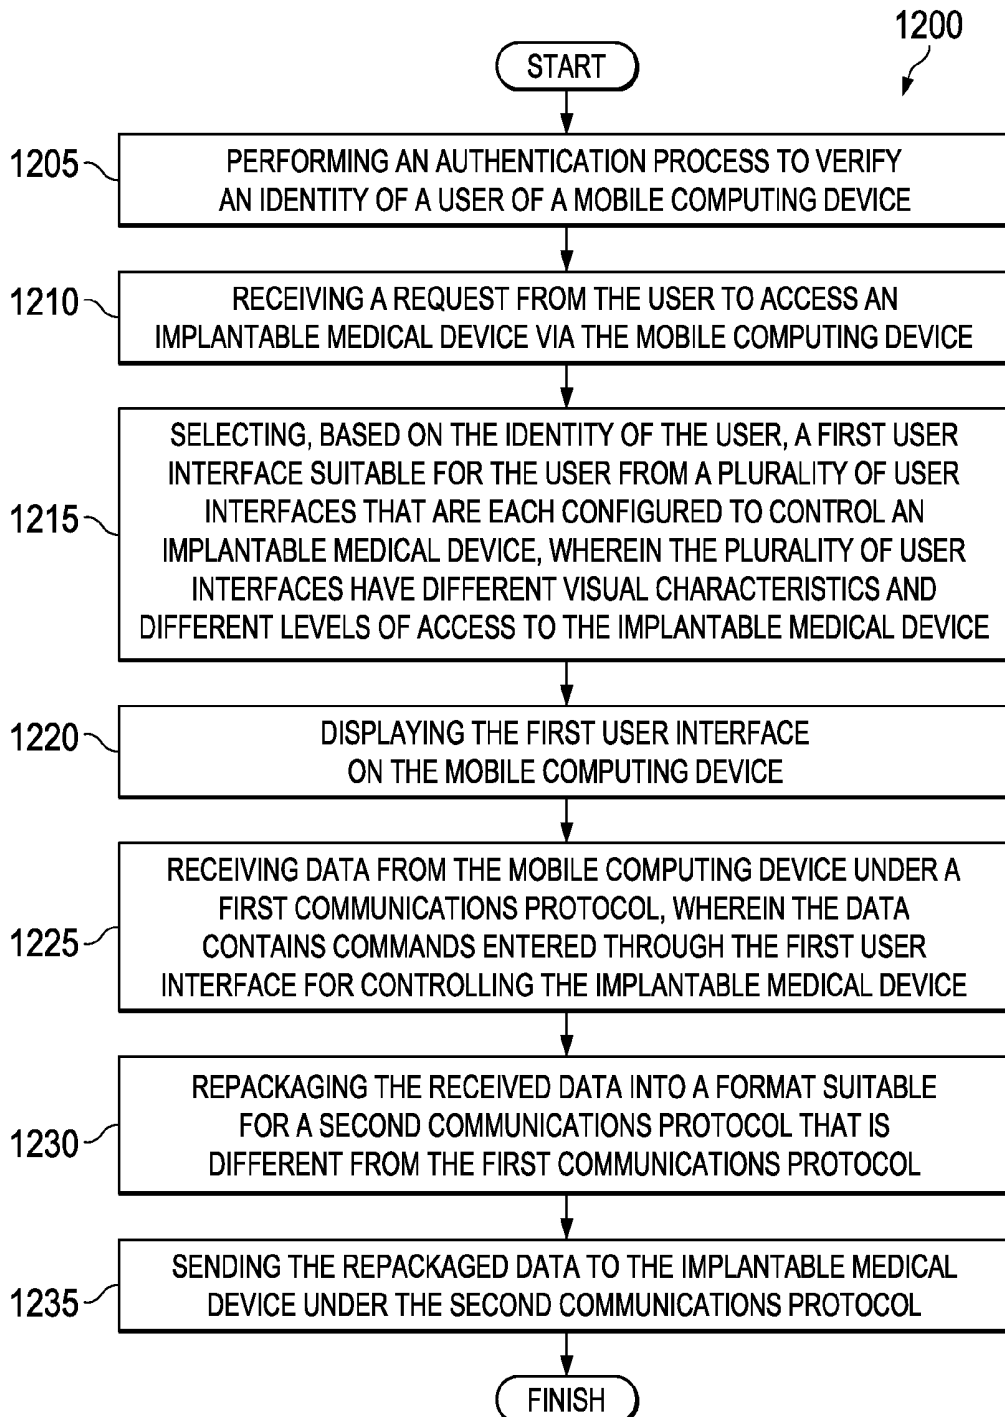 1200
START
1205
PERFORMING AN AUTHENTICATION PROCESS TO VERIFY
AN IDENTITY OF A USER OF A MOBILE COMPUTING DEVICE
1210
RECEIVING A REQUEST FROM THE USER TO ACCESS AN
IMPLANTABLE MEDICAL DEVICE VIA THE MOBILE COMPUTING DEVICE
1215
SELECTING, BASED ON THE IDENTITY OF THE USER, A FIRST USER
INTERFACE SUITABLE FOR THE USER FROM A PLURALITY OF USER
INTERFACES THAT ARE EACH CONFIGURED TO CONTROL AN
IMPLANTABLE MEDICAL DEVICE, WHEREIN THE PLURALITY OF USER
INTERFACES HAVE DIFFERENT VISUAL CHARACTERISTICS AND
DIFFERENT LEVELS OF ACCESS TO THE IMPLANTABLE MEDICAL DEVICE
1220
DISPLAYING THE FIRST USER INTERFACE
ON THE MOBILE COMPUTING DEVICE
1225
RECEIVING DATA FROM THE MOBILE COMPUTING DEVICE UNDER A
FIRST COMMUNICATIONS PROTOCOL, WHEREIN THE DATA
CONTAINS COMMANDS ENTERED THROUGH THE FIRST USER
INTERFACE FOR CONTROLLING THE IMPLANTABLE MEDICAL DEVICE
1230
REPACKAGING THE RECEIVED DATA INTO A FORMAT SUITABLE
FOR A SECOND COMMUNICATIONS PROTOCOL THAT IS
DIFFERENT FROM THE FIRST COMMUNICATIONS PROTOCOL
1235
SENDING THE REPACKAGED DATA TO THE IMPLANTABLE MEDICAL
DEVICE UNDER THE SECOND COMMUNICATIONS PROTOCOL
FINISH